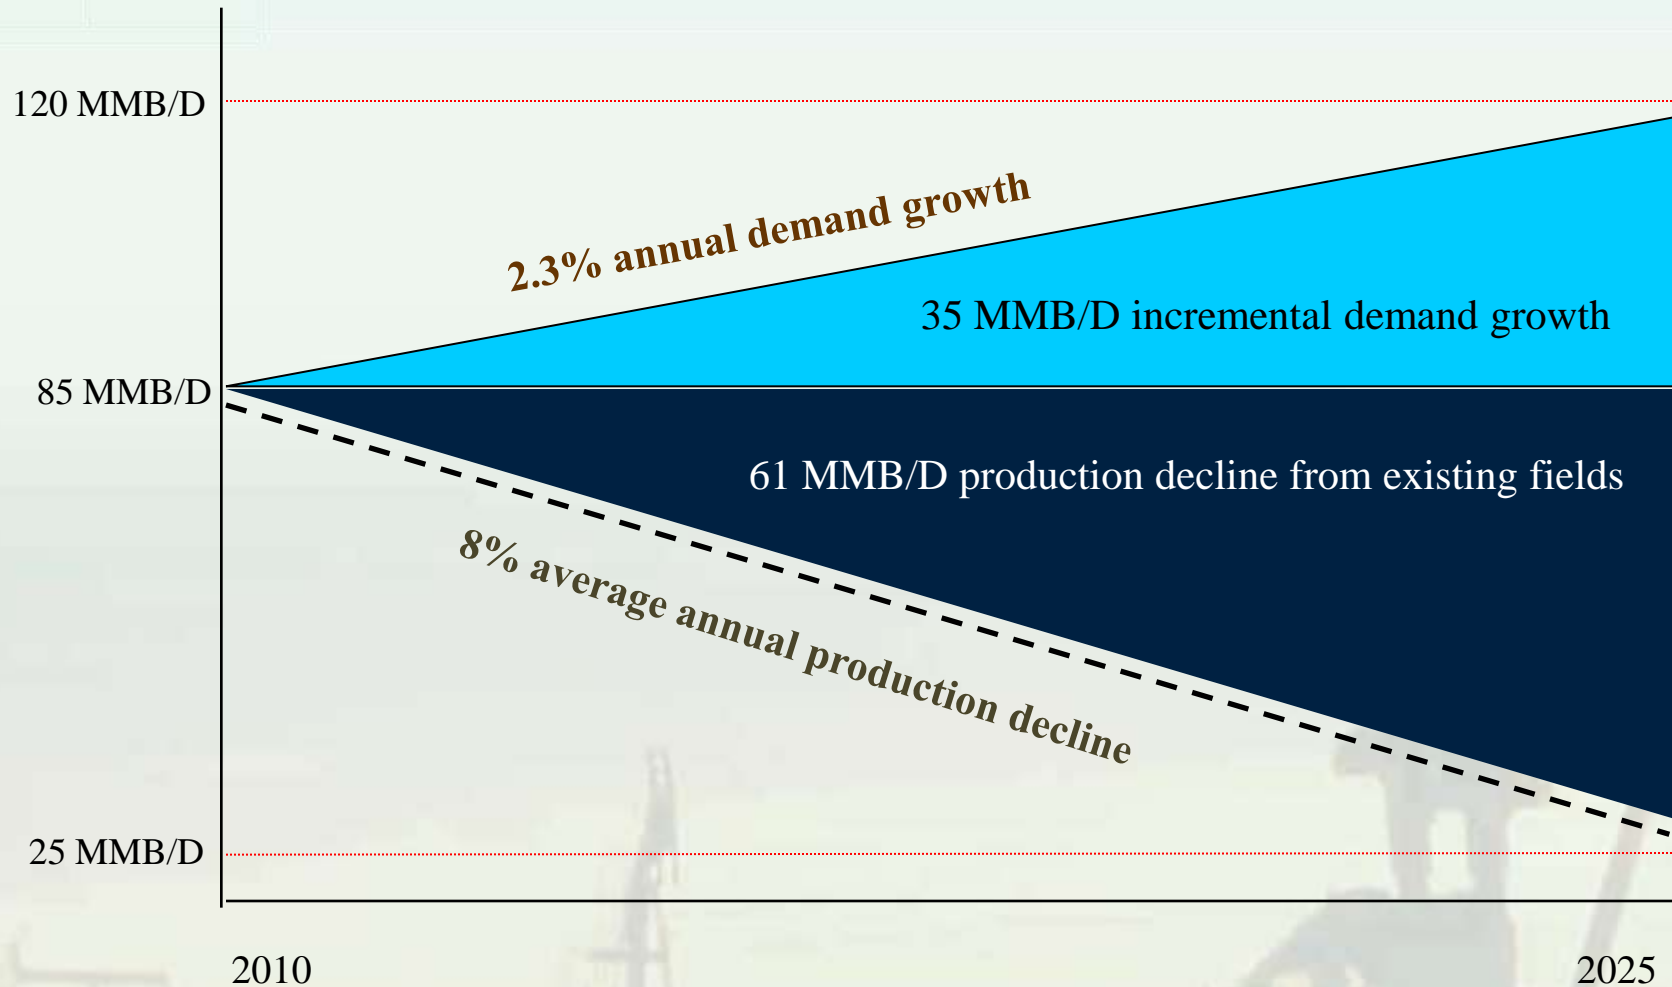 120 MMB/D
2.3% annual demand growth
35 MMB/D incremental demand growth
85 MMB/D
61 MMB/D production decline from existing fields
8% average annual production decline
25 MMB/D
2010
2025